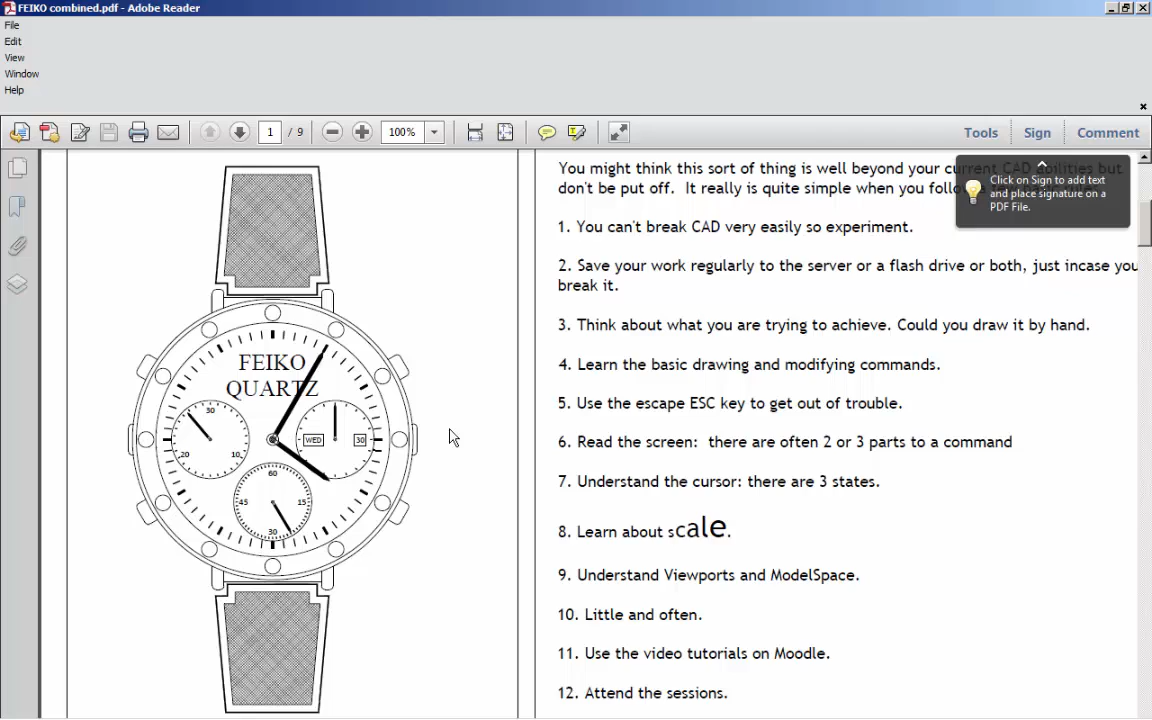 FEIKO combined.pdf - Adobe Reader
File
Edit
View
Window
Help
1 / 9
100%
Tools
Sign
Comment
You might think this sort of thing is well beyond your current CAD abilities but
don't be put off. It really is quite simple when you
Click on Sign to add text
and place signature on a
PDF File.
1. You can't break CAD very easily so experiment.
2. Save your work regularly to the server or a flash drive or both, just incase you
break it.
3. Think about what you are trying to achieve. Could you draw it by hand.
4. Learn the basic drawing and modifying commands.
5. Use the escape ESC key to get out of trouble.
6. Read the screen: there are often 2 or 3 parts to a command
7. Understand the cursor: there are 3 states.
8. Learn about scale.
9. Understand Viewports and ModelSpace.
10. Little and often.
11. Use the video tutorials on Moodle.
12. Attend the sessions.
FEIKO
QUARTZ
30
20 10
WED 30
60
45 15
30